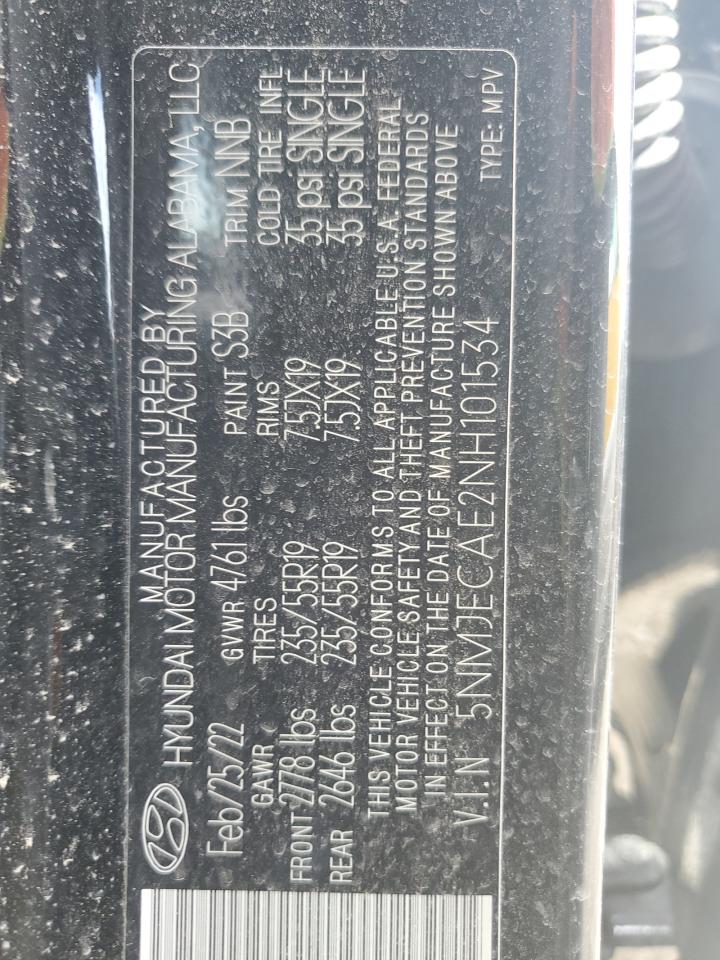 MANUFACTURED BY
HYUNDAI MOTOR MANUFACTURING ALABAMA, LLC
Feb/25/22 GVWR 4761 lbs PAINT S3B TRIM NNB
GAWR TIRES RIMS COLD TIRE INFL
FRONT 2778 lbs 235/55R19 7.5JX19 35 psi SINGLE
REAR 2646 lbs 235/55R19 7.5JX19 35 psi SINGLE
THIS VEHICLE CONFORMS TO ALL APPLICABLE U.S.A. FEDERAL
MOTOR VEHICLE SAFETY AND THEFT PREVENTION STANDARDS
IN EFFECT ON THE DATE OF MANUFACTURE SHOWN ABOVE
V.I.N 5NMJECAE2NH101534 TYPE: MPV